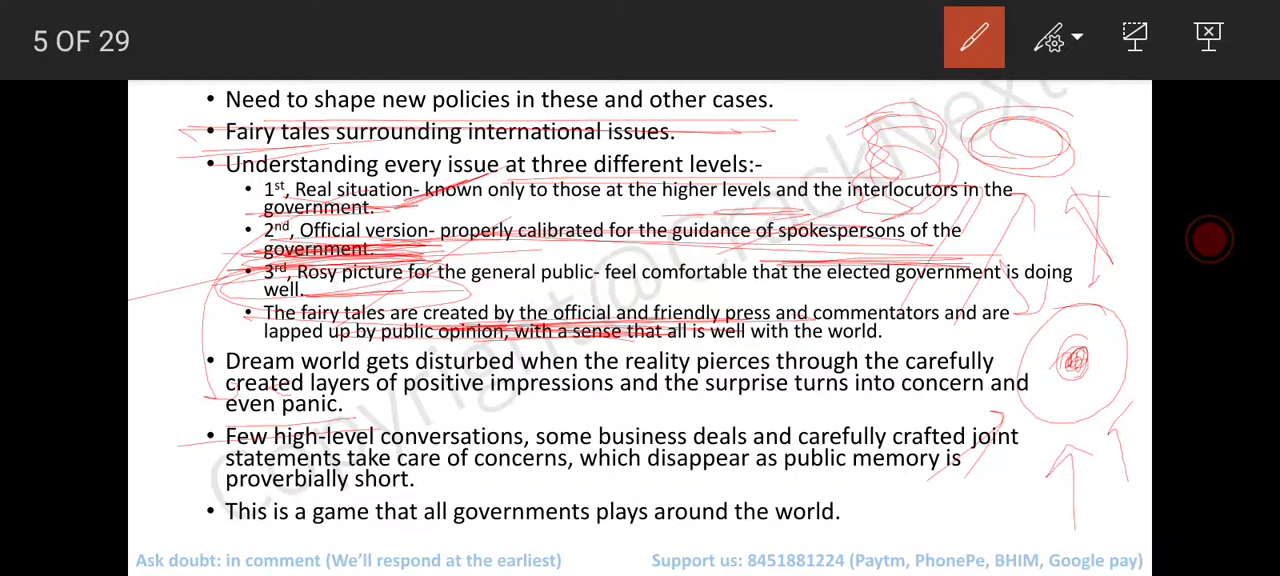 5 OF 29
• Need to shape new policies in these and other cases.
• Fairy tales surrounding international issues.
• Understanding every issue at three different levels:-
• 1st, Real situation- known only to those at the higher levels and the interlocutors in the
government.
• 2nd, Official version- properly calibrated for the guidance of spokespersons of the
government.
• 3rd, Rosy picture for the general public- feel comfortable that the elected government is doing
well.
• The fairy tales are created by the official and friendly press and commentators and are
lapped up by public opinion, with a sense that all is well with the world.
• Dream world gets disturbed when the reality pierces through the carefully
created layers of positive impressions and the surprise turns into concern and
even panic.
• Few high-level conversations, some business deals and carefully crafted joint
statements take care of concerns, which disappear as public memory is
proverbially short.
• This is a game that all governments plays around the world.
Copyright@CrackNext
Ask doubt: in comment (We'll respond at the earliest)
Support us: 8451881224 (Paytm, PhonePe, BHIM, Google pay)